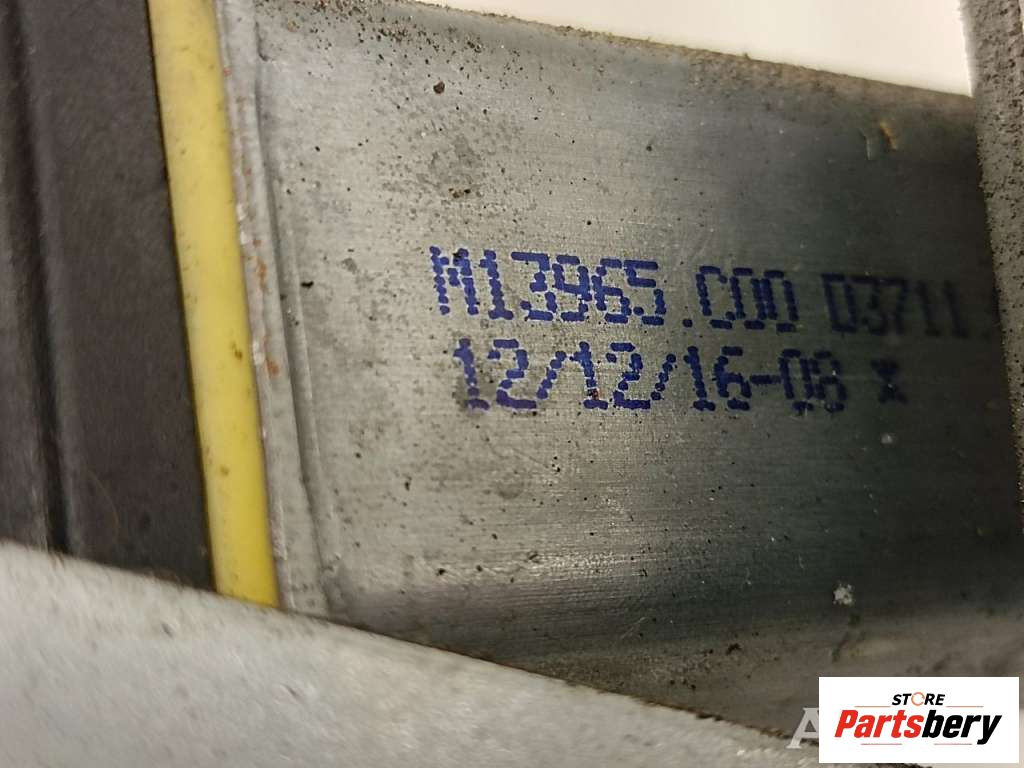 M13965.C00 D3711
12/12/16-08 X
STORE
Partsbery